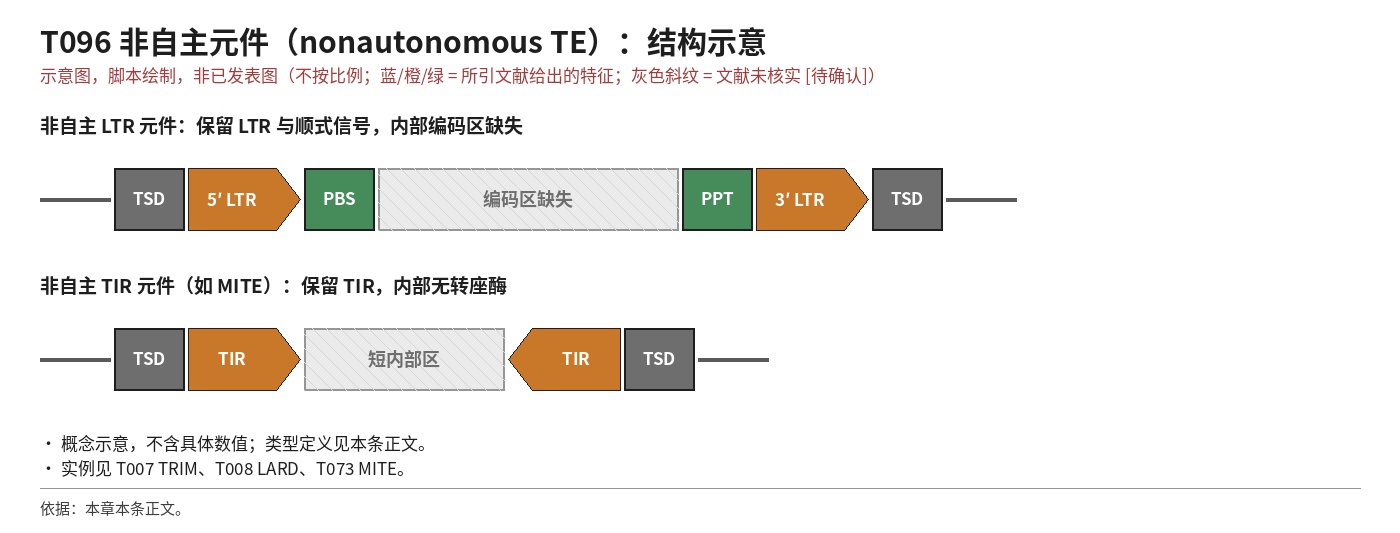 T096 非自主元件（nonautonomous TE）：结构示意
示意图，脚本绘制，非已发表图（不按比例；蓝/橙/绿 = 所引文献给出的特征；灰色斜纹 = 文献未核实 [待确认]）
非自主 LTR 元件：保留 LTR 与顺式信号，内部编码区缺失
TSD 5′ LTR PBS 编码区缺失 PPT 3′ LTR TSD
非自主 TIR 元件（如 MITE）：保留 TIR，内部无转座酶
TSD TIR 短内部区 TIR TSD
· 概念示意，不含具体数值；类型定义见本条正文。
· 实例见 T007 TRIM、T008 LARD、T073 MITE。
依据：本章本条正文。